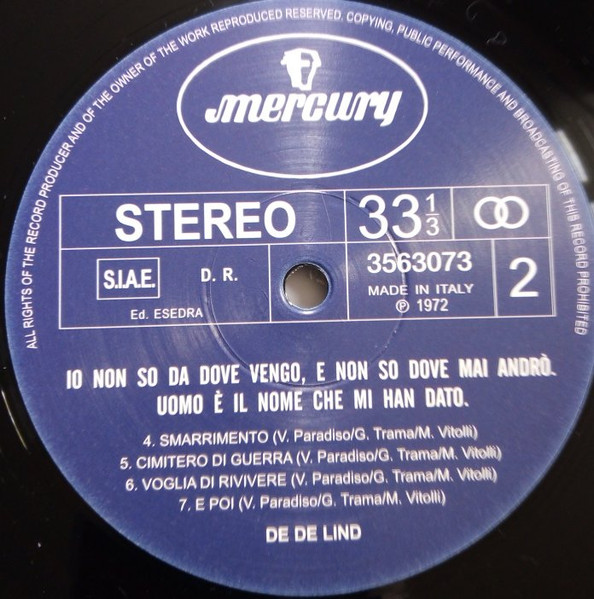 ALL RIGHTS OF THE RECORD PRODUCER AND OF THE OWNER OF THE WORK REPRODUCED RESERVED. COPYING, PUBLIC PERFORMANCE AND BROADCASTING OF THIS RECORD PROHIBITED
mercury
STEREO
33 1/3
S.I.A.E.
D. R.
Ed. ESEDRA
3563073
MADE IN ITALY
℗ 1972
2
IO NON SO DA DOVE VENGO, E NON SO DOVE MAI ANDRÒ.
UOMO È IL NOME CHE MI HAN DATO.
4. SMARRIMENTO (V. Paradiso/G. Trama/M. Vitolli)
5. CIMITERO DI GUERRA (V. Paradiso/G. Trama/M. Vitolli)
6. VOGLIA DI RIVIVERE (V. Paradiso/G. Trama/M. Vitolli)
7. E POI (V. Paradiso/G. Trama/M. Vitolli)
DE DE LIND